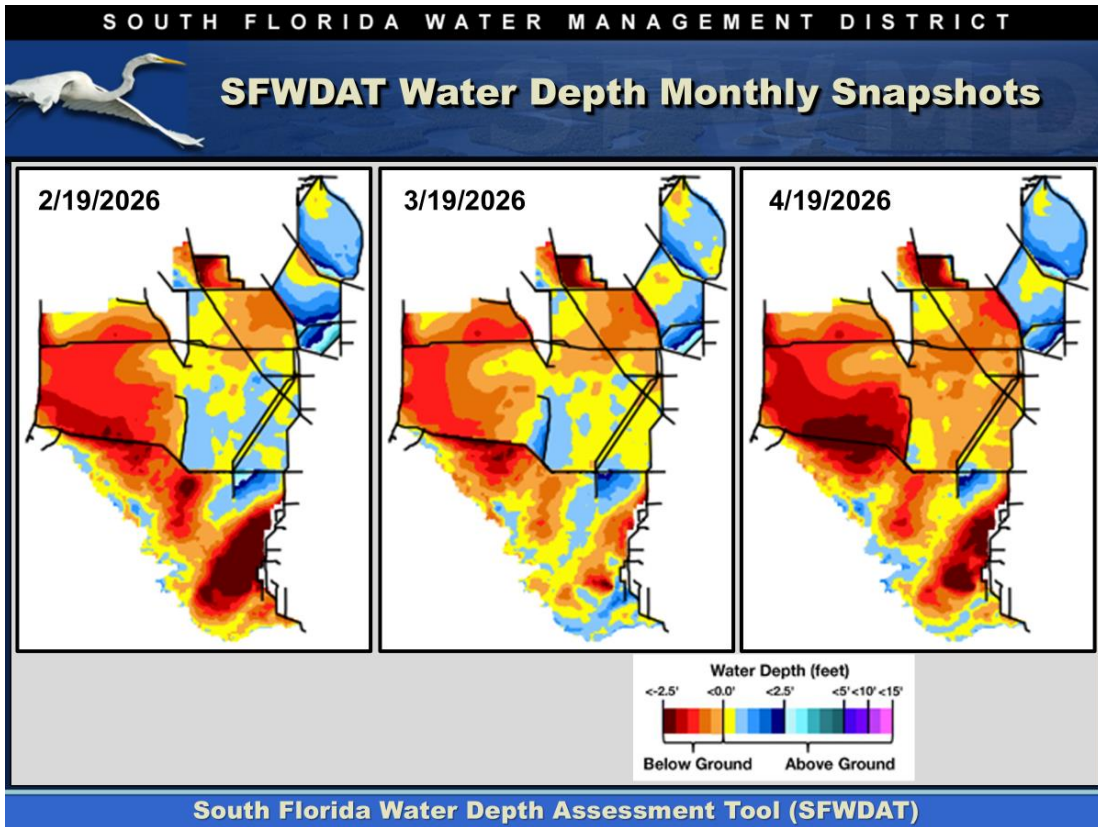 SOUTH FLORIDA WATER MANAGEMENT DISTRICT
SFWMD
SFWDAT Water Depth Monthly Snapshots
2/19/2026
3/19/2026
4/19/2026
Water Depth (feet)
<-2.5' <0.0' <2.5' <5' <10' <15'
Below Ground Above Ground
South Florida Water Depth Assessment Tool (SFWDAT)